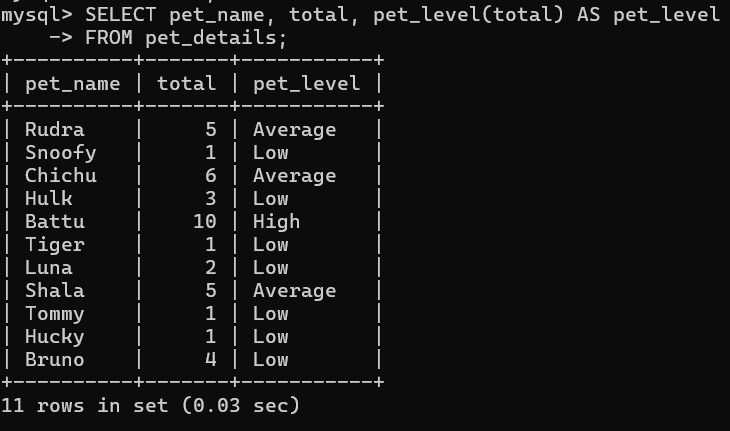 mysql> SELECT pet_name, total, pet_level(total) AS pet_level
    -> FROM pet_details;
+----------+-------+-----------+
| pet_name | total | pet_level |
+----------+-------+-----------+
| Rudra    |     5 | Average   |
| Snoofy   |     1 | Low       |
| Chichu   |     6 | Average   |
| Hulk     |     3 | Low       |
| Battu    |    10 | High      |
| Tiger    |     1 | Low       |
| Luna     |     2 | Low       |
| Shala    |     5 | Average   |
| Tommy    |     1 | Low       |
| Hucky    |     1 | Low       |
| Bruno    |     4 | Low       |
+----------+-------+-----------+
11 rows in set (0.03 sec)